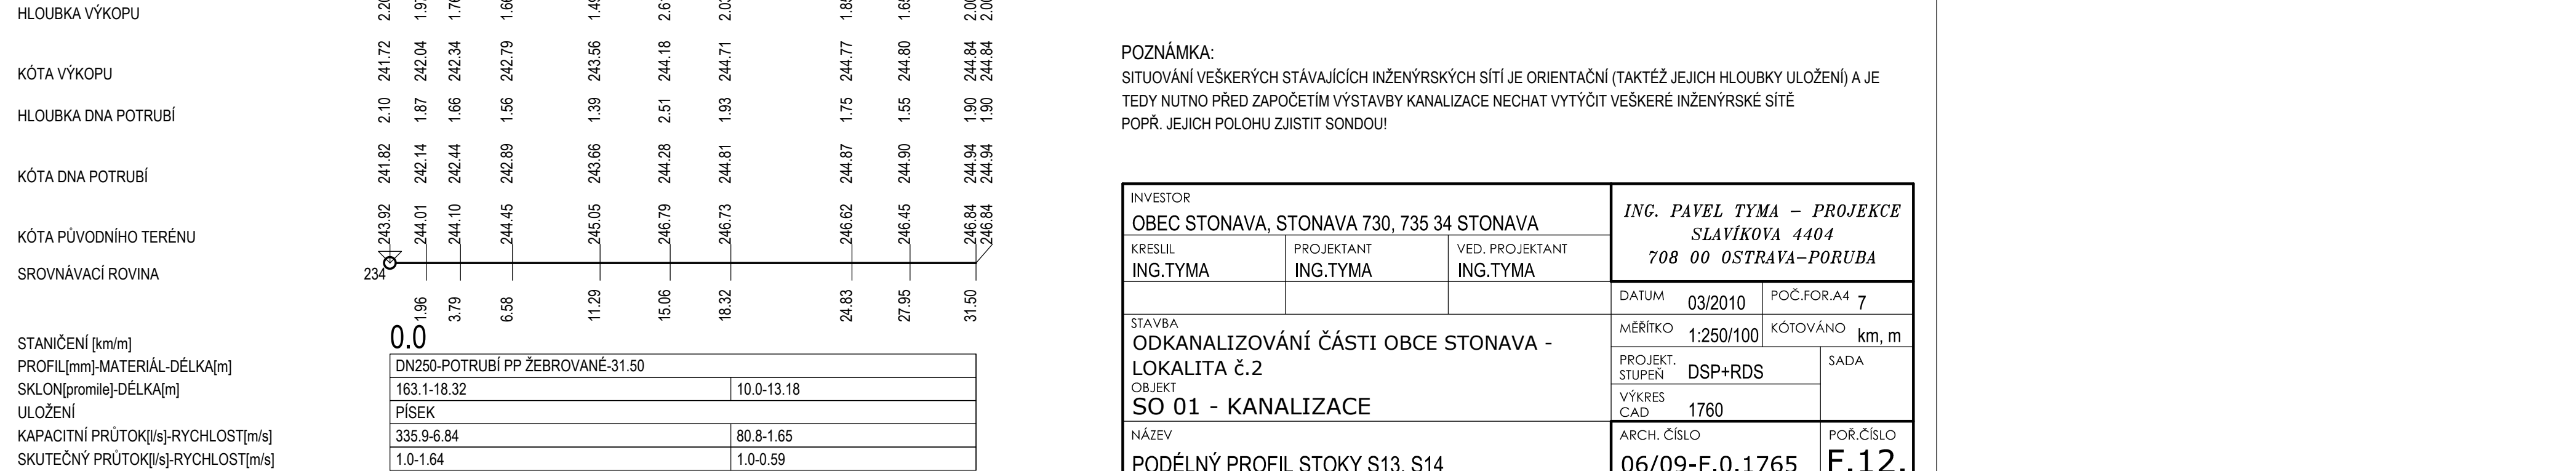 HLOUBKA VÝKOPU
KÓTA VÝKOPU 241.72 242.04 242.34 242.79 243.56 244.18 244.71 244.77 244.80 244.84 244.84
HLOUBKA DNA POTRUBÍ 2.10 1.87 1.66 1.56 1.39 2.51 1.93 1.75 1.55 1.90 1.90
KÓTA DNA POTRUBÍ 241.82 242.14 242.44 242.89 243.66 244.28 244.81 244.87 244.90 244.94 244.94
KÓTA PŮVODNÍHO TERÉNU 243.92 244.01 244.10 244.45 245.05 246.79 246.73 246.62 246.45 246.84 246.84
SROVNÁVACÍ ROVINA 234
1.96 3.79 6.58 11.29 15.06 18.32 24.83 27.95 31.50
STANIČENÍ [km/m] 0.0
PROFIL[mm]-MATERIÁL-DÉLKA[m] DN250-POTRUBÍ PP ŽEBROVANÉ-31.50
SKLON[promile]-DÉLKA[m] 163.1-18.32 10.0-13.18
ULOŽENÍ PÍSEK
KAPACITNÍ PRŮTOK[l/s]-RYCHLOST[m/s] 335.9-6.84 80.8-1.65
SKUTEČNÝ PRŮTOK[l/s]-RYCHLOST[m/s] 1.0-1.64 1.0-0.59
POZNÁMKA:
SITUOVÁNÍ VEŠKERÝCH STÁVAJÍCÍCH INŽENÝRSKÝCH SÍTÍ JE ORIENTAČNÍ (TAKTÉŽ JEJICH HLOUBKY ULOŽENÍ) A JE
TEDY NUTNO PŘED ZAPOČETÍM VÝSTAVBY KANALIZACE NECHAT VYTÝČIT VEŠKERÉ INŽENÝRSKÉ SÍTĚ
POPŘ. JEJICH POLOHU ZJISTIT SONDOU!
INVESTOR
OBEC STONAVA, STONAVA 730, 735 34 STONAVA
KRESLIL PROJEKTANT VED. PROJEKTANT
ING.TYMA ING.TYMA ING.TYMA
ING. PAVEL TYMA – PROJEKCE
SLAVÍKOVA 4404
708 00 OSTRAVA–PORUBA
STAVBA
ODKANALIZOVÁNÍ ČÁSTI OBCE STONAVA -
LOKALITA č.2
OBJEKT
SO 01 - KANALIZACE
NÁZEV
PODÉLNÝ PROFIL STOKY S13, S14
DATUM 03/2010 POČ.FOR.A4 7
MĚŘÍTKO 1:250/100 KÓTOVÁNO km, m
PROJEKT.
STUPEŇ DSP+RDS SADA
VÝKRES
CAD 1760
ARCH. ČÍSLO POŘ.ČÍSLO
06/09-F.0.1765 F.12.